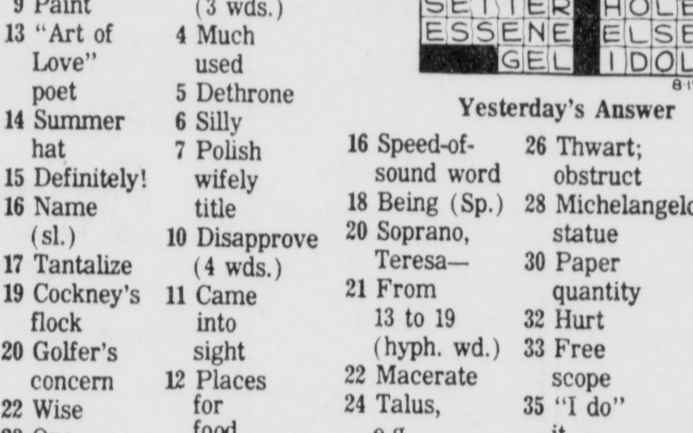 9 Paint
13 "Art of
Love"
poet
14 Summer
hat
15 Definitely!
16 Name
(sl.)
17 Tantalize
19 Cockney's
flock
20 Golfer's
concern
22 Wise
(3 wds.)
4 Much
used
5 Dethrone
6 Silly
7 Polish
wifely
title
10 Disapprove
(4 wds.)
11 Came
into
sight
12 Places
for
food
SETTER HOLE
ESSENE ELSE
GEL IDOL
Yesterday's Answer
16 Speed-of-
sound word
18 Being (Sp.)
20 Soprano,
Teresa—
21 From
13 to 19
(hyph. wd.)
22 Macerate
24 Talus,
e.g.
26 Thwart;
obstruct
28 Michelangelo
statue
30 Paper
quantity
32 Hurt
33 Free
scope
35 "I do"
it